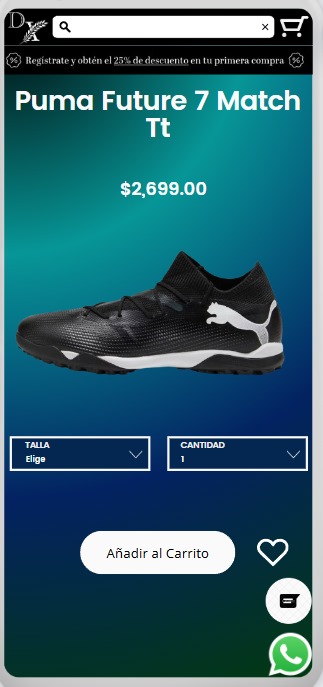 DX
Regístrate y obtén el 25% de descuento en tu primera compra
Puma Future 7 Match
Tt
$2,699.00
TALLA
Elige
CANTIDAD
1
Añadir al Carrito